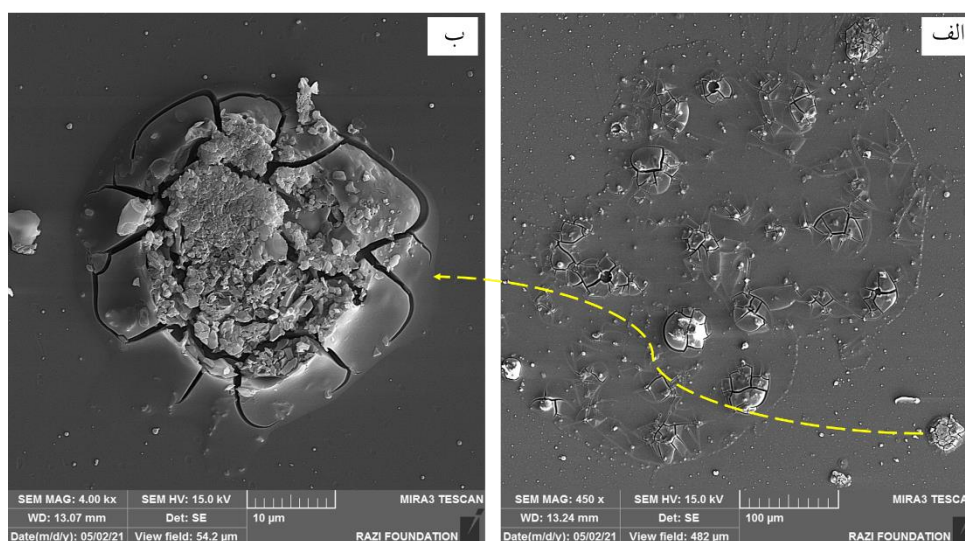 ب
SEM MAG: 4.00 kx SEM HV: 15.0 kV
WD: 13.07 mm Det: SE 10 µm MIRA3 TESCAN
Date(m/d/y): 05/02/21 View field: 54.2 µm RAZI FOUNDATION
الف
SEM MAG: 450 x SEM HV: 15.0 kV
WD: 13.24 mm Det: SE 100 µm MIRA3 TESCAN
Date(m/d/y): 05/02/21 View field: 482 µm RAZI FOUNDATION